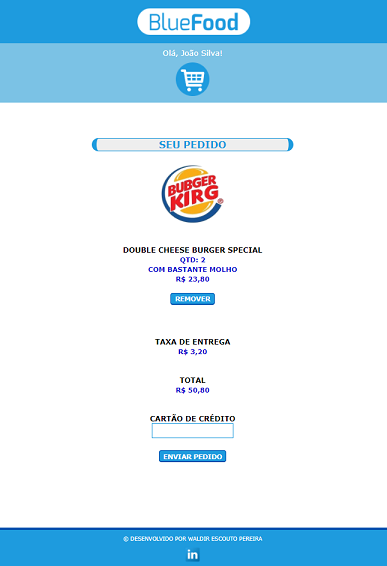 BlueFood
Olá, João Silva!
SEU PEDIDO
BUBGER
KIRG
DOUBLE CHEESE BURGER SPECIAL
QTD: 2
COM BASTANTE MOLHO
R$ 23,80
REMOVER
TAXA DE ENTREGA
R$ 3,20
TOTAL
R$ 50,80
CARTÃO DE CRÉDITO
ENVIAR PEDIDO
© DESENVOLVIDO POR WALDIR ESCOUTO PEREIRA
in